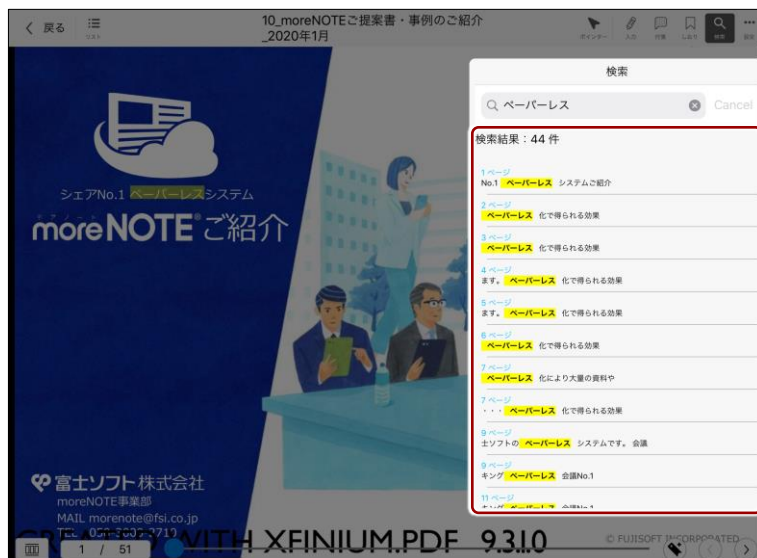 戻る
リスト
10_moreNOTEご提案書・事例のご紹介
_2020年1月
ポインター
入力
付箋
しおり
検索
検索
ペーパーレス
Cancel
検索結果：44 件
1 ページ
No.1 ペーパーレス システムご紹介
2 ページ
ペーパーレス 化で得られる効果
3 ページ
ペーパーレス 化で得られる効果
4 ページ
ます。 ペーパーレス 化で得られる効果
5 ページ
ます。 ペーパーレス 化で得られる効果
6 ページ
ペーパーレス 化で得られる効果
7 ページ
ペーパーレス 化により大量の資料や
7 ページ
・・・ ペーパーレス 化で得られる効果
9 ページ
士ソフトの ペーパーレス システムです。 会議
9 ページ
キング ペーパーレス 会議No.1
11 ページ
キング ペーパーレス 会議No.1
シェアNo.1 ペーパーレスシステム
moreNOTE® ご紹介
富士ソフト株式会社
moreNOTE事業部
MAIL morenote@fsi.co.jp
WITH XFINIUM.PDF 9.3.1.0
1 / 51